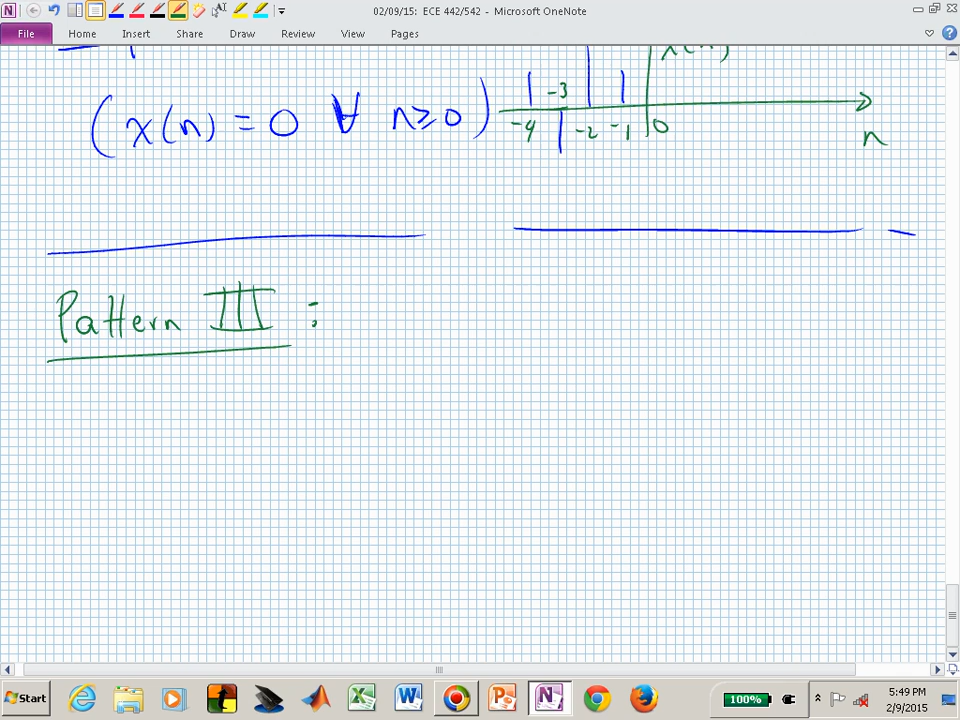 02/09/15: ECE 442/542 - Microsoft OneNote
File Home Insert Share Draw Review View Pages
x(n)
(x(n) = 0 ∀ n≥0)
-3
-4 -2 -1 0
n
Pattern III :
Start
100%
5:49 PM
2/9/2015